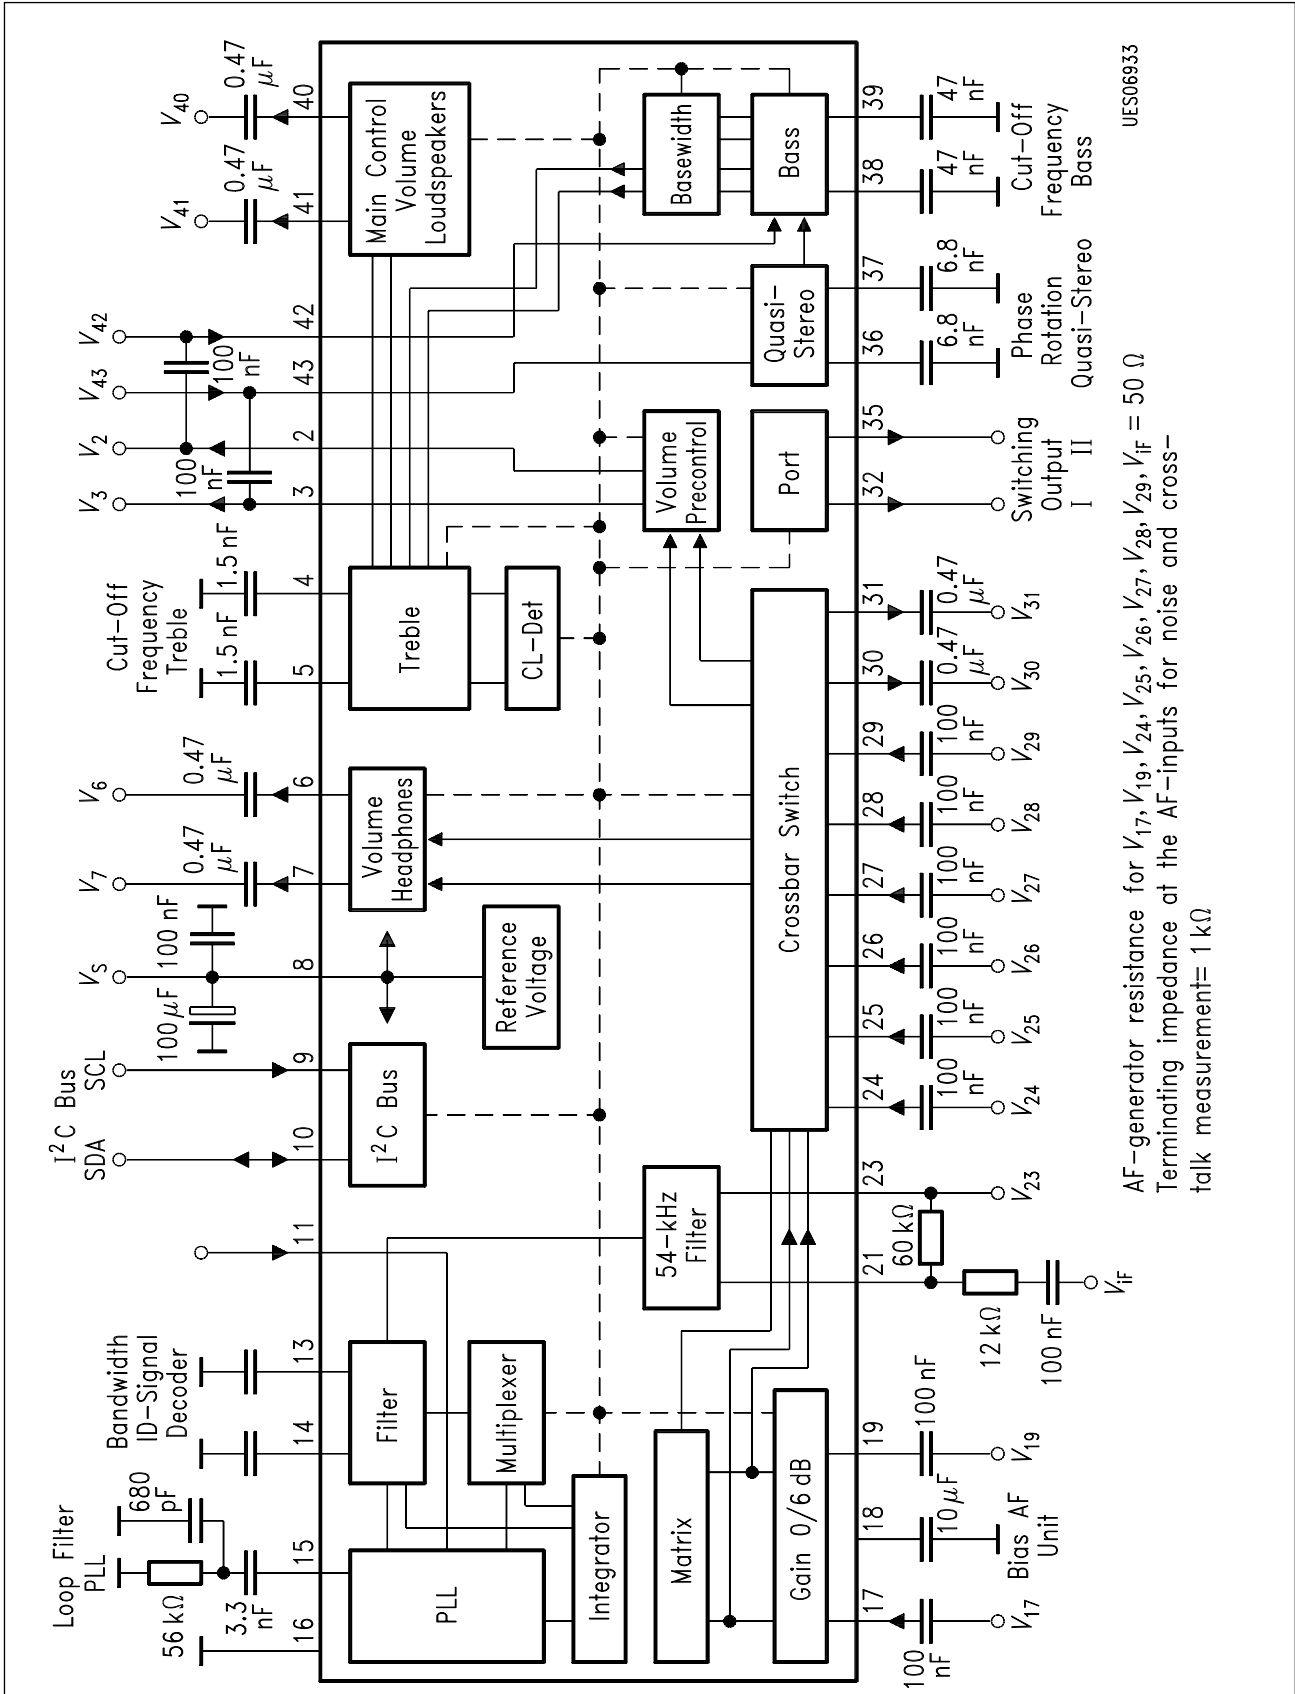 Loop Filter
PLL
56 kΩ
680
pF
3.3
nF
Bandwidth
ID-Signal
Decoder
I²C Bus
SDA
SCL
VS
100 µF
100 nF
V7
0.47
µF
V6
0.47
µF
Cut-Off
Frequency
Treble
1.5 nF
1.5 nF
V3
V2
V43
V42
100
nF
100
nF
V41
0.47
µF
V40
0.47
µF
16
15
14
13
11
10
9
8
7
6
5
4
3
2
43
42
41
40
PLL
Filter
Multiplexer
Integrator
I²C Bus
Reference
Voltage
Volume
Headphones
Treble
CL-Det
Main Control
Volume
Loudspeakers
Matrix
Gain 0/6 dB
54-kHz
Filter
Crossbar Switch
Volume
Precontrol
Port
Quasi-
Stereo
Basewidth
Bass
17
18
19
21
23
24
25
26
27
28
29
30
31
32
35
36
37
38
39
100
nF
V17
10 µF
Bias AF
Unit
100 nF
V19
60 kΩ
12 kΩ
100 nF
ViF
V23
100
nF
V24
100
nF
V25
100
nF
V26
100
nF
V27
100
nF
V28
100
nF
V29
0.47
µF
V30
0.47
µF
V31
Switching
Output
I II
6.8
nF
6.8
nF
Phase
Rotation
Quasi-Stereo
47
nF
47
nF
Cut-Off
Frequency
Bass
AF-generator resistance for V17, V19, V24, V25, V26, V27, V28, V29, ViF = 50 Ω
Terminating impedance at the AF-inputs for noise and cross-
talk measurement= 1 kΩ
UES06933